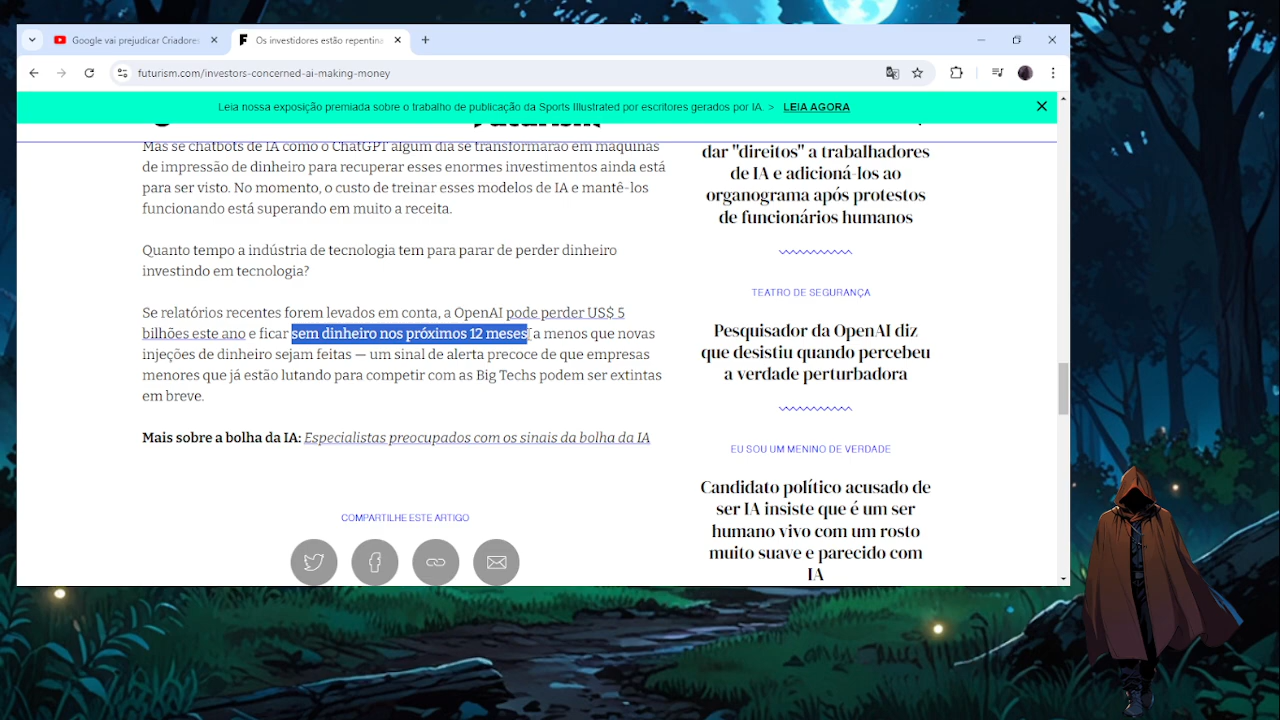 Google vai prejudicar Criadores
Os investidores estão repentina
futurism.com/investors-concerned-ai-making-money
Leia nossa exposição premiada sobre o trabalho de publicação da Sports Illustrated por escritores gerados por IA. > LEIA AGORA
Mas se chatbots de IA como o ChatGPT algum dia se transformarão em máquinas
de impressão de dinheiro para recuperar esses enormes investimentos ainda está
para ser visto. No momento, o custo de treinar esses modelos de IA e mantê-los
funcionando está superando em muito a receita.
Quanto tempo a indústria de tecnologia tem para parar de perder dinheiro
investindo em tecnologia?
Se relatórios recentes forem levados em conta, a OpenAI pode perder US$ 5
bilhões este ano e ficar sem dinheiro nos próximos 12 meses, a menos que novas
injeções de dinheiro sejam feitas — um sinal de alerta precoce de que empresas
menores que já estão lutando para competir com as Big Techs podem ser extintas
em breve.
Mais sobre a bolha da IA: Especialistas preocupados com os sinais da bolha da IA
COMPARTILHE ESTE ARTIGO
dar "direitos" a trabalhadores
de IA e adicioná-los ao
organograma após protestos
de funcionários humanos
TEATRO DE SEGURANÇA
Pesquisador da OpenAI diz
que desistiu quando percebeu
a verdade perturbadora
EU SOU UM MENINO DE VERDADE
Candidato político acusado de
ser IA insiste que é um ser
humano vivo com um rosto
muito suave e parecido com
IA